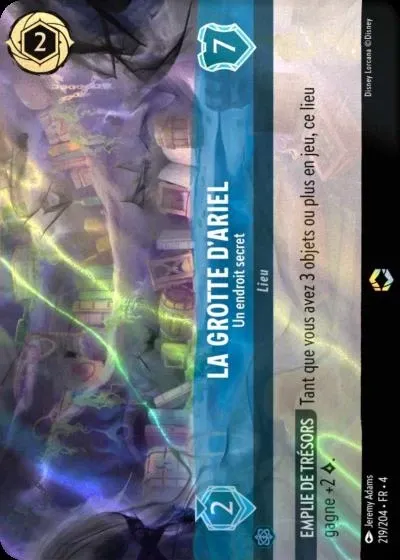 2
7
LA GROTTE D'ARIEL
Un endroit secret
Lieu
2
EMPLIE DE TRÉSORS Tant que vous avez 3 objets ou plus en jeu, ce lieu
gagne +2 .
Jeremy Adams
219/204 • FR • 4
Disney Lorcana ©Disney